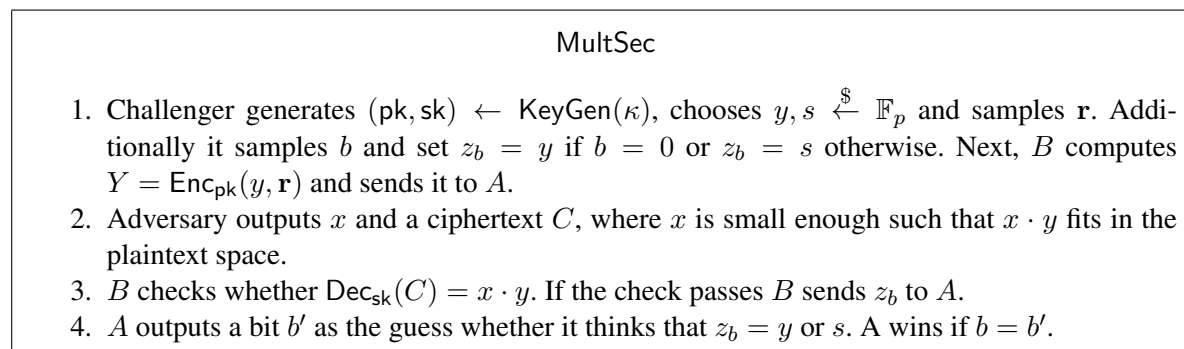 MultSec
1. Challenger generates (pk, sk) ← KeyGen(κ), chooses y, s $← 𝔽p and samples r. Addi-
tionally it samples b and set z_b = y if b = 0 or z_b = s otherwise. Next, B computes
Y = Enc_pk(y, r) and sends it to A.
2. Adversary outputs x and a ciphertext C, where x is small enough such that x · y fits in the
plaintext space.
3. B checks whether Dec_sk(C) = x · y. If the check passes B sends z_b to A.
4. A outputs a bit b′ as the guess whether it thinks that z_b = y or s. A wins if b = b′.